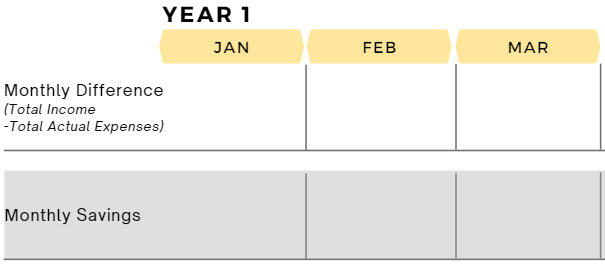 YEAR 1
JAN FEB MAR
Monthly Difference
(Total Income
-Total Actual Expenses)
Monthly Savings